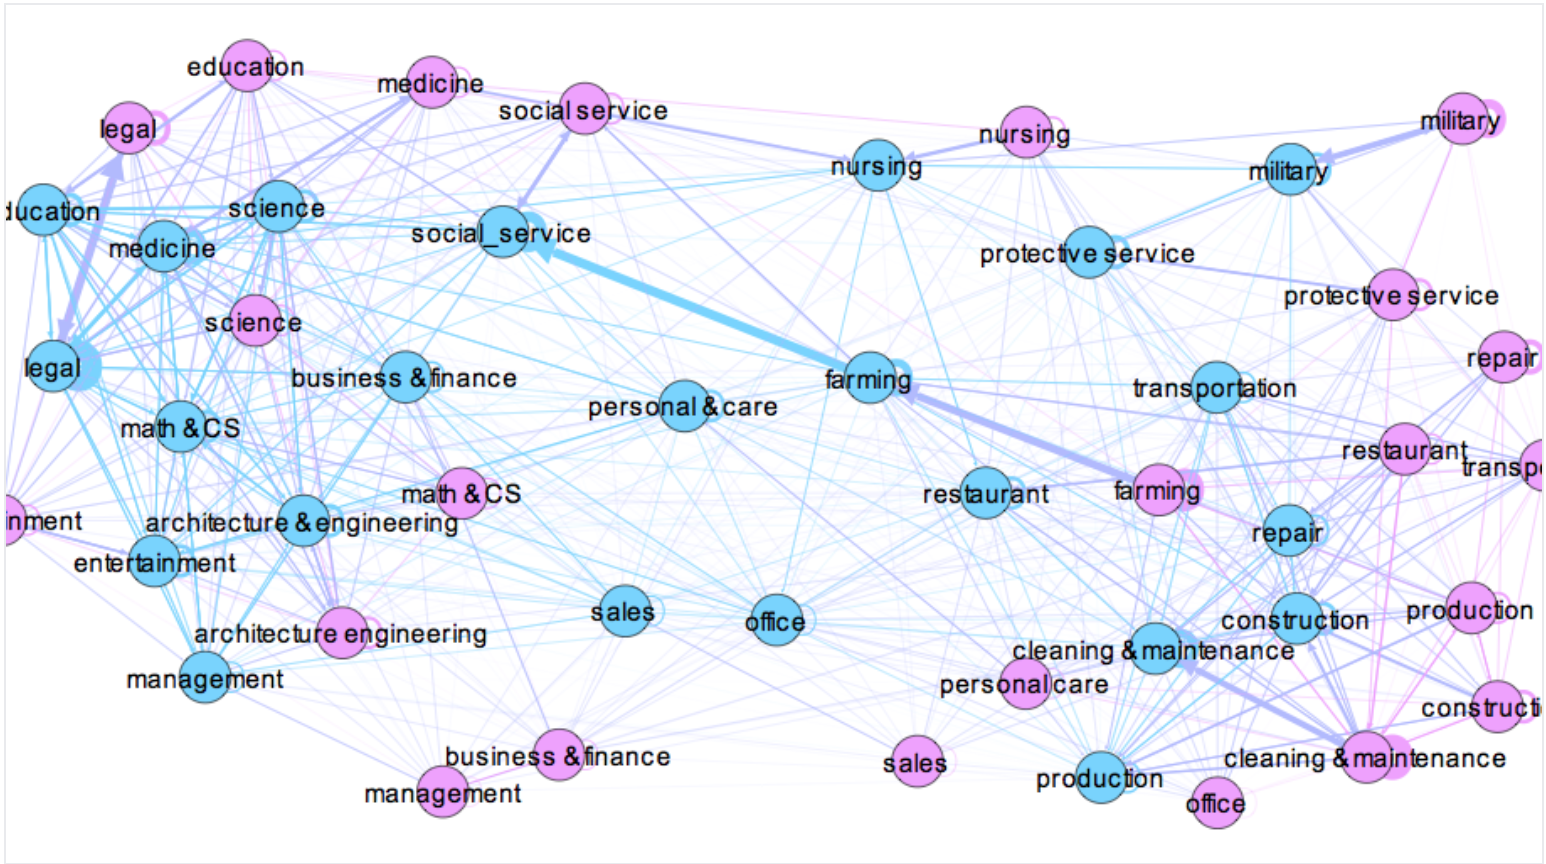 education
medicine
social service
legal
nursing
military
nursing
military
ducation
science
medicine
social_service
protective service
protective service
science
legal
business & finance
farming
transportation
repair
personal & care
math & CS
restaurant
transp
math & CS
restaurant
farming
nment
architecture & engineering
repair
entertainment
sales
office
construction
production
architecture engineering
cleaning & maintenance
management
personal care
constructi
business & finance
sales
cleaning & maintenance
production
management
office